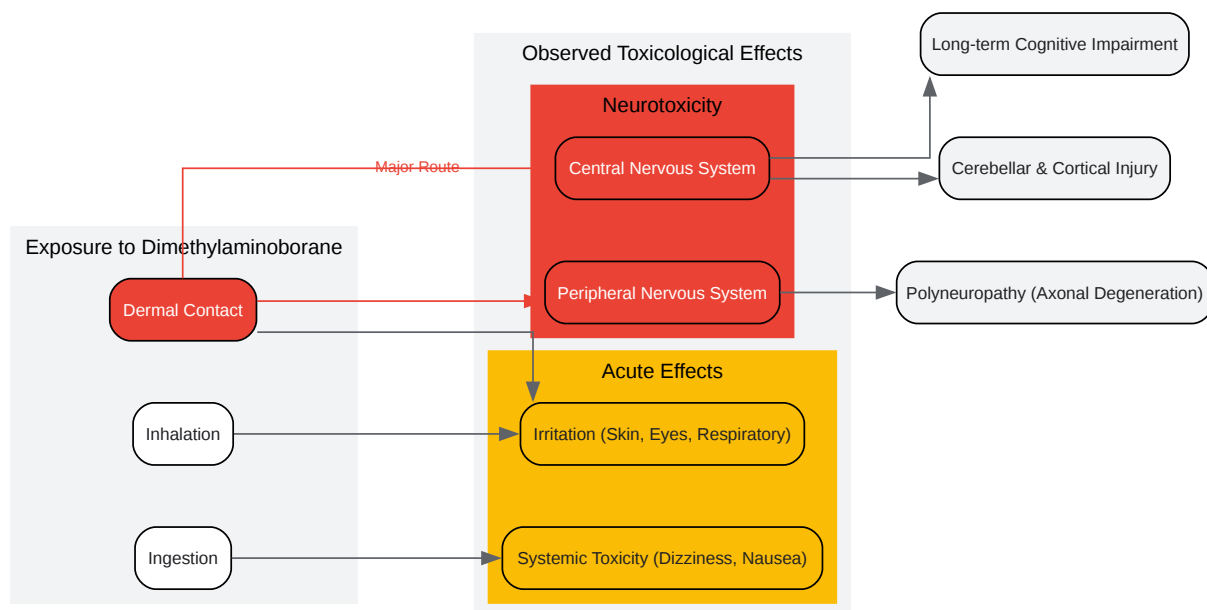 Long-term Cognitive Impairment
Observed Toxicological Effects
Neurotoxicity
Major Route
Central Nervous System
Cerebellar & Cortical Injury
Exposure to Dimethylaminoborane
Dermal Contact
Peripheral Nervous System
Polyneuropathy (Axonal Degeneration)
Acute Effects
Inhalation
Irritation (Skin, Eyes, Respiratory)
Ingestion
Systemic Toxicity (Dizziness, Nausea)